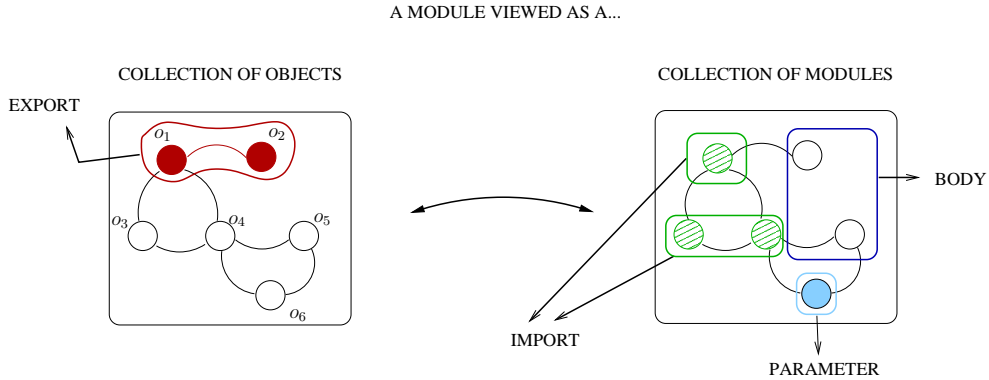 A MODULE VIEWED AS A...
COLLECTION OF OBJECTS
COLLECTION OF MODULES
EXPORT
o₁
o₂
o₃
o₄
o₅
o₆
BODY
IMPORT
PARAMETER